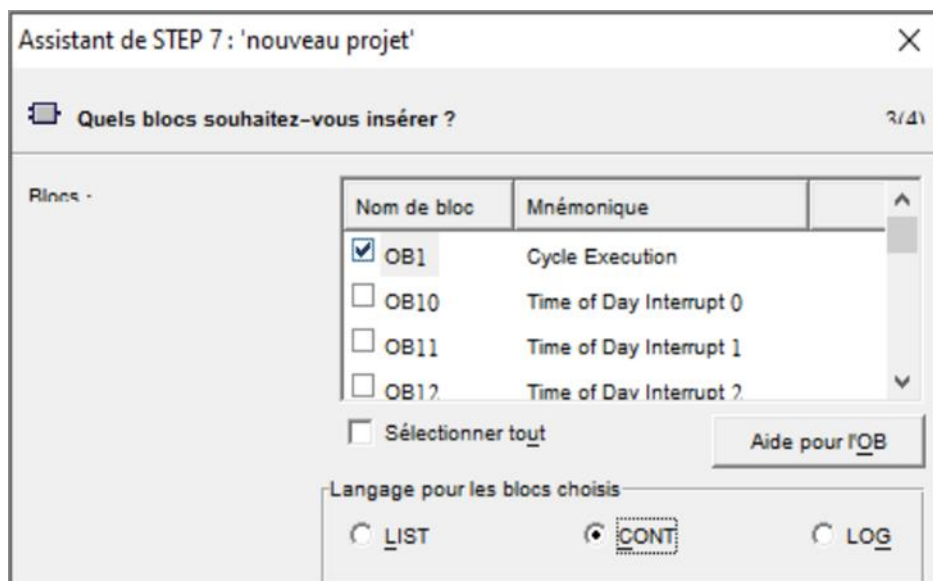 Assistant de STEP 7 : 'nouveau projet'
Quels blocs souhaitez-vous insérer ? 3(4)
Blocs :
Nom de bloc Mnémonique
OB1 Cycle Execution
OB10 Time of Day Interrupt 0
OB11 Time of Day Interrupt 1
OB12 Time of Day Interrupt 2
Sélectionner tout
Aide pour l'OB
Langage pour les blocs choisis
LIST CONT LOG